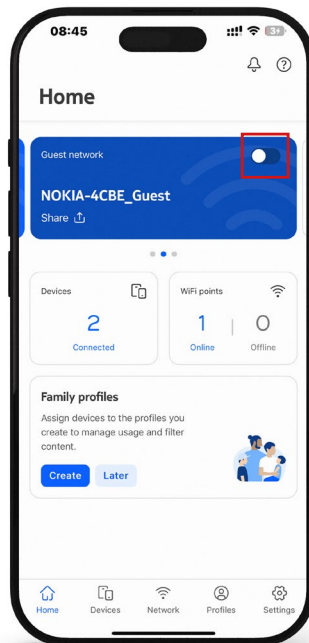 08:45
Home
Guest network
NOKIA-4CBE_Guest
Share
Devices
2
Connected
WiFi points
1
Online
0
Offline
Family profiles
Assign devices to the profiles you
create to manage usage and filter
content.
Create Later
Home Devices Network Profiles Settings